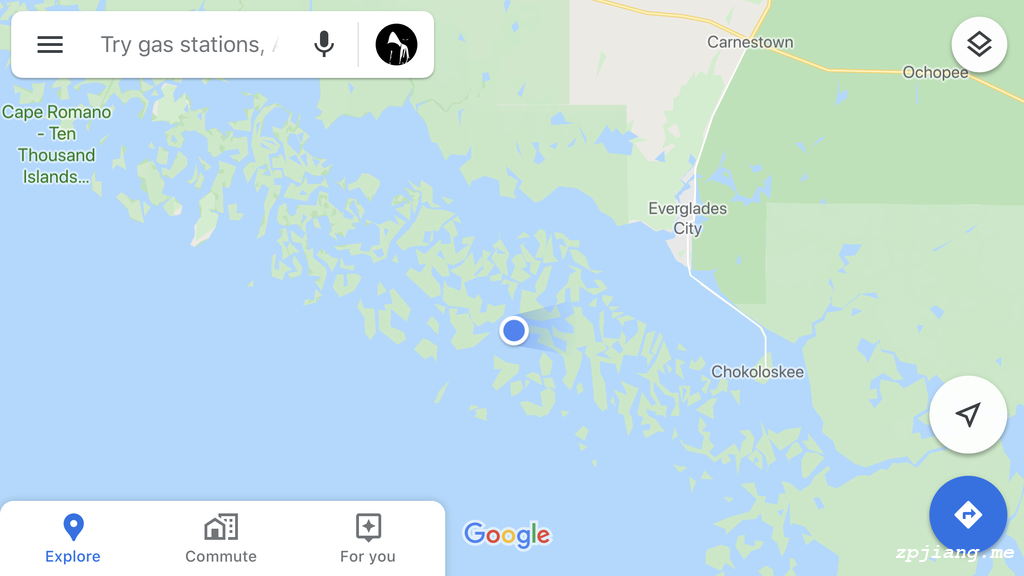 Try gas stations,
Carnestown
Ochopee
Cape Romano
- Ten
Thousand
Islands...
Everglades
City
Chokoloskee
Google
Explore
Commute
For you
zpjiang.me